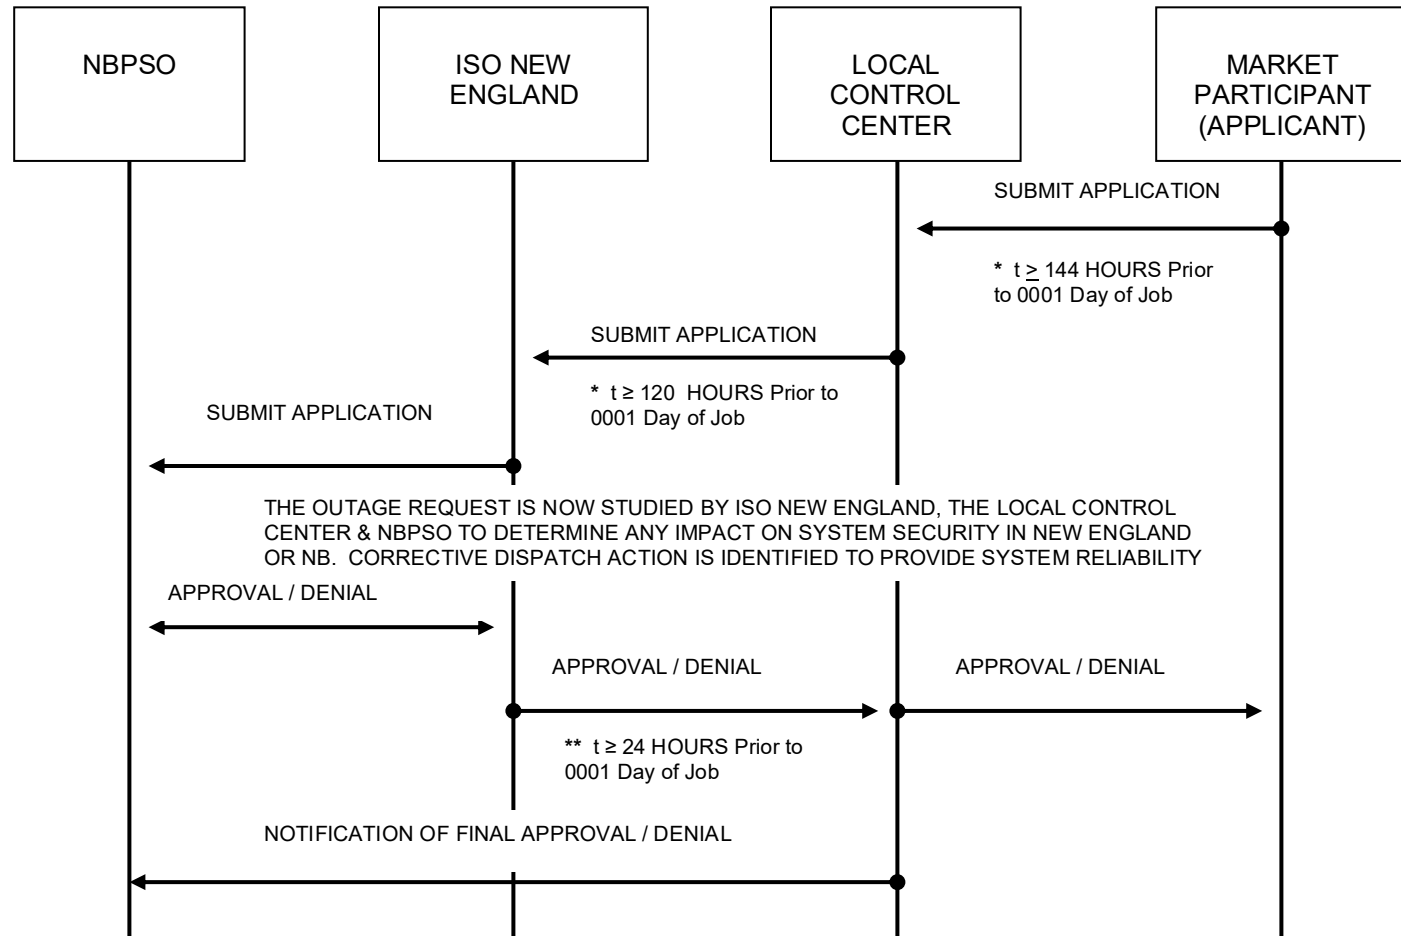 NBPSO
ISO NEW
ENGLAND
LOCAL
CONTROL
CENTER
MARKET
PARTICIPANT
(APPLICANT)
SUBMIT APPLICATION
* t ≥ 144 HOURS Prior
to 0001 Day of Job
SUBMIT APPLICATION
* t ≥ 120 HOURS Prior to
0001 Day of Job
SUBMIT APPLICATION
THE OUTAGE REQUEST IS NOW STUDIED BY ISO NEW ENGLAND, THE LOCAL CONTROL
CENTER & NBPSO TO DETERMINE ANY IMPACT ON SYSTEM SECURITY IN NEW ENGLAND
OR NB. CORRECTIVE DISPATCH ACTION IS IDENTIFIED TO PROVIDE SYSTEM RELIABILITY
APPROVAL / DENIAL
APPROVAL / DENIAL
APPROVAL / DENIAL
** t ≥ 24 HOURS Prior to
0001 Day of Job
NOTIFICATION OF FINAL APPROVAL / DENIAL